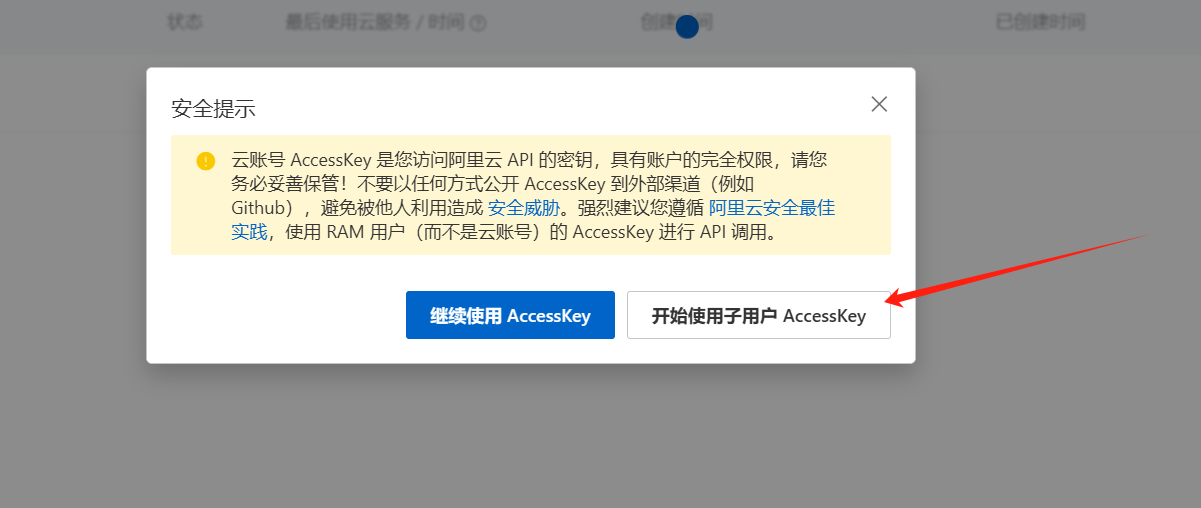 状态 最后使用云服务 / 时间 创建时间 已创建时间
安全提示
云账号 AccessKey 是您访问阿里云 API 的密钥，具有账户的完全权限，请您
务必妥善保管！不要以任何方式公开 AccessKey 到外部渠道（例如
Github），避免被他人利用造成 安全威胁。强烈建议您遵循 阿里云安全最佳
实践，使用 RAM 用户（而不是云账号）的 AccessKey 进行 API 调用。
继续使用 AccessKey 开始使用子用户 AccessKey